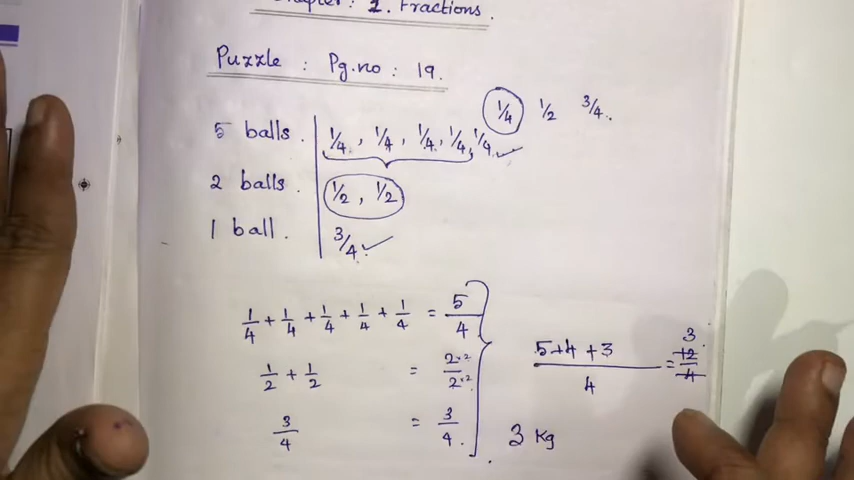 Chapter : 2. Fractions.
Puzzle : Pg.no : 19.
1/4 1/2 3/4.
5 balls. 1/4, 1/4, 1/4, 1/4, 1/4
2 balls. 1/2, 1/2
1 ball. 3/4
1/4 + 1/4 + 1/4 + 1/4 + 1/4 = 5/4
1/2 + 1/2 = 2×2/2×2
3/4 = 3/4.
5+4+3/4 = 12/4 3
3 Kg